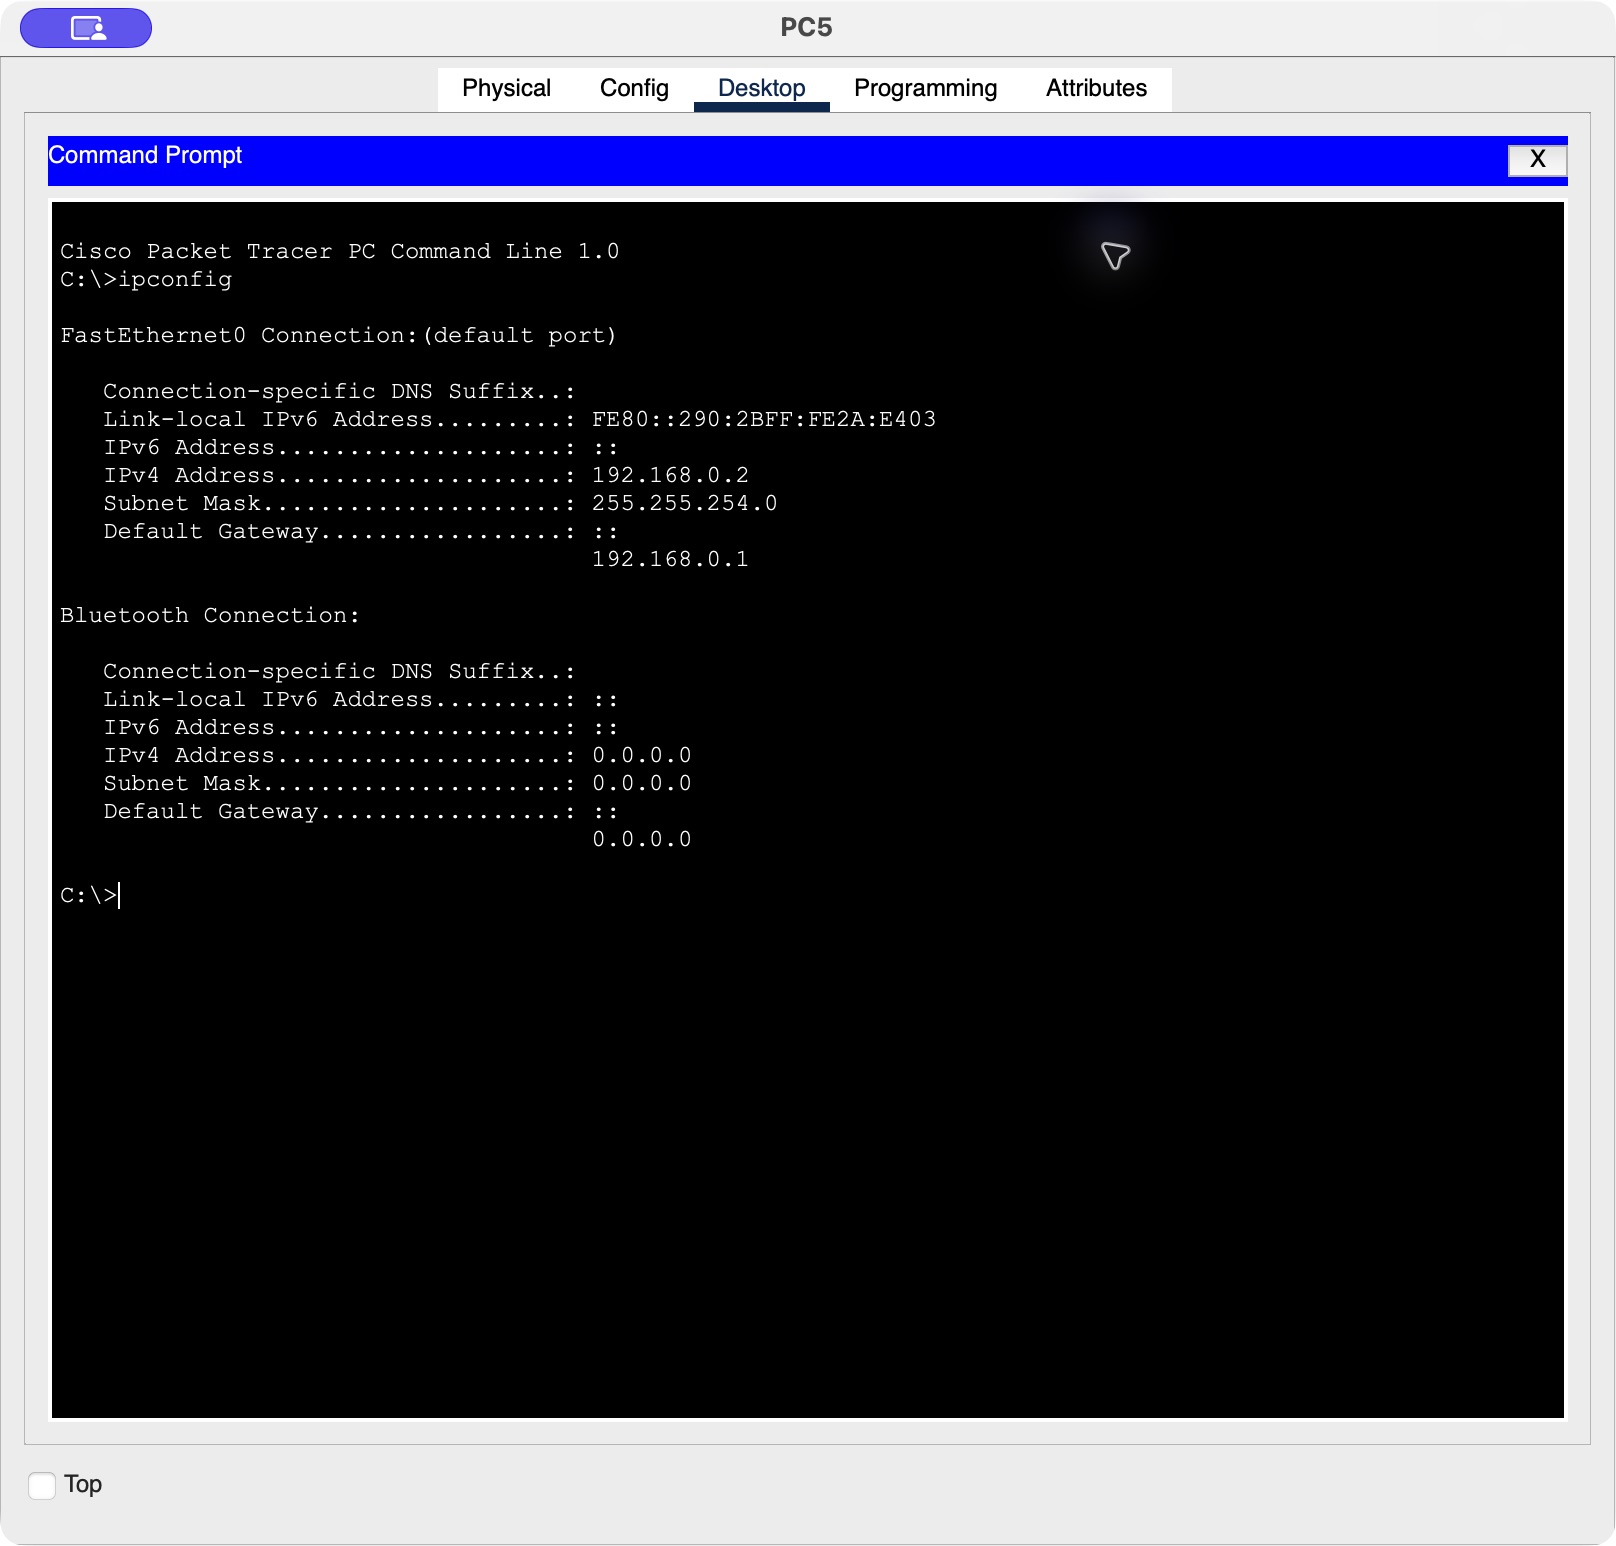 PC5
Physical Config Desktop Programming Attributes
Command Prompt
X
Cisco Packet Tracer PC Command Line 1.0
C:\>ipconfig
FastEthernet0 Connection:(default port)
Connection-specific DNS Suffix..:
Link-local IPv6 Address.........: FE80::290:2BFF:FE2A:E403
IPv6 Address....................: ::
IPv4 Address....................: 192.168.0.2
Subnet Mask.....................: 255.255.254.0
Default Gateway.................: ::
192.168.0.1
Bluetooth Connection:
Connection-specific DNS Suffix..:
Link-local IPv6 Address.........: ::
IPv6 Address....................: ::
IPv4 Address....................: 0.0.0.0
Subnet Mask.....................: 0.0.0.0
Default Gateway.................: ::
0.0.0.0
C:\>
Top